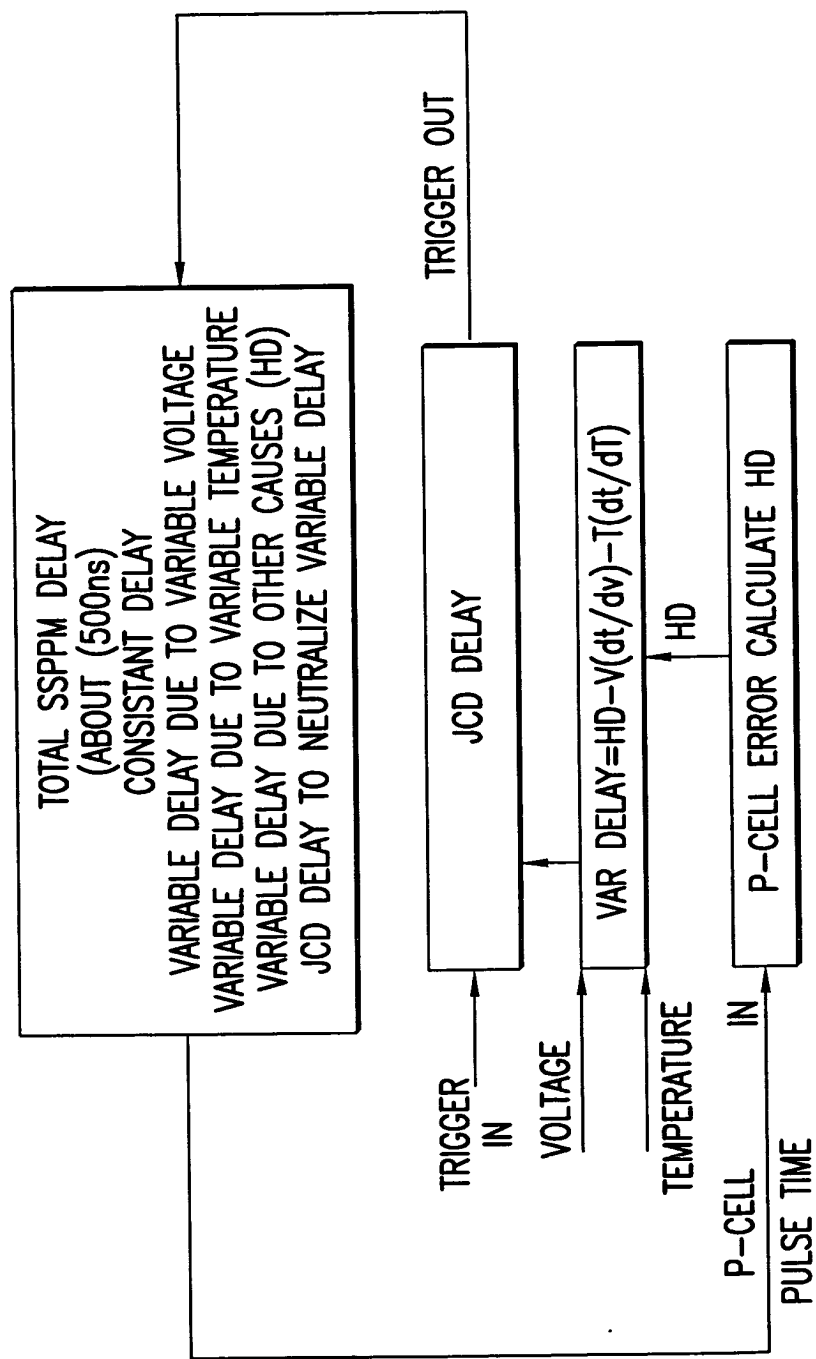 TOTAL SSPPM DELAY
(ABOUT (500ns)
CONSISTANT DELAY
VARIABLE DELAY DUE TO VARIABLE VOLTAGE
VARIABLE DELAY DUE TO VARIABLE TEMPERATURE
VARIABLE DELAY DUE TO OTHER CAUSES (HD)
JCD DELAY TO NEUTRALIZE VARIABLE DELAY
TRIGGER OUT
TRIGGER
IN
JCD DELAY
VOLTAGE
VAR DELAY=HD-V(dt/dv)-T(dt/dT)
TEMPERATURE
HD
P-CELL
IN
PULSE TIME
P-CELL ERROR CALCULATE HD